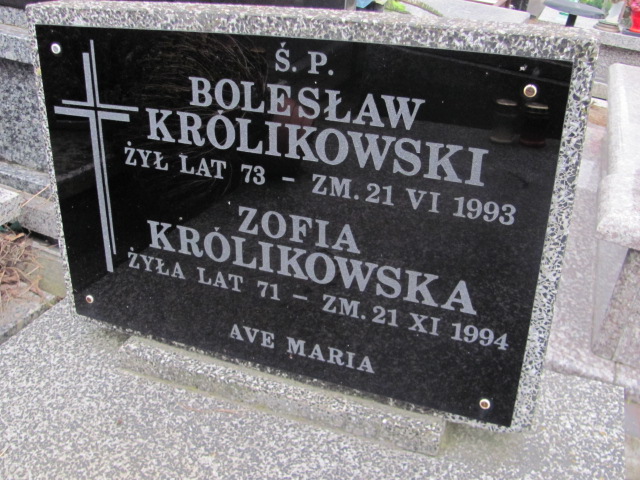 Ś. P.
BOLESŁAW
KRÓLIKOWSKI
ŻYŁ LAT 73 – ZM. 21 VI 1993
ZOFIA
KRÓLIKOWSKA
ŻYŁA LAT 71 – ZM. 21 XI 1994
AVE MARIA